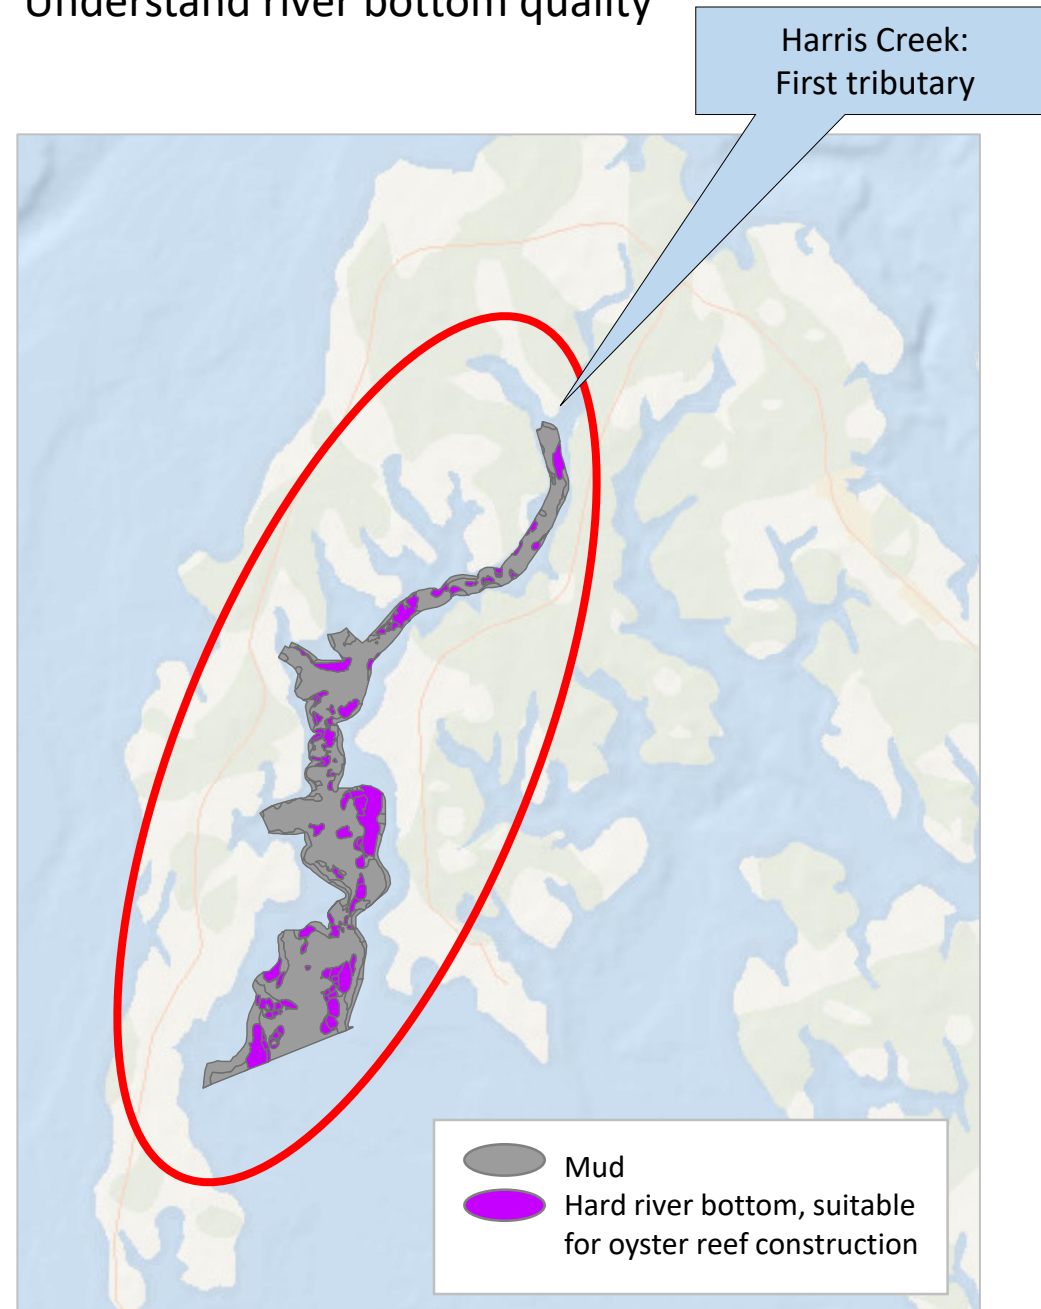 Understand river bottom quality
Harris Creek:
First tributary
Mud
Hard river bottom, suitable
for oyster reef construction